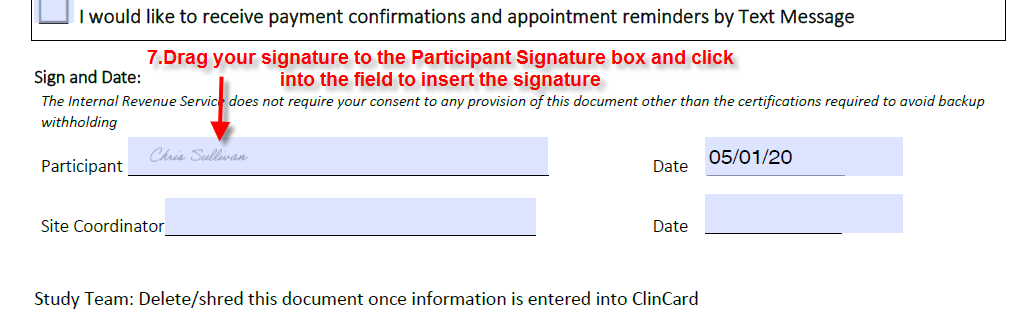 I would like to receive payment confirmations and appointment reminders by Text Message
7.Drag your signature to the Participant Signature box and click
into the field to insert the signature
Sign and Date:
The Internal Revenue Service does not require your consent to any provision of this document other than the certifications required to avoid backup
withholding
Participant Chris Sullivan Date 05/01/20
Site Coordinator Date
Study Team: Delete/shred this document once information is entered into ClinCard